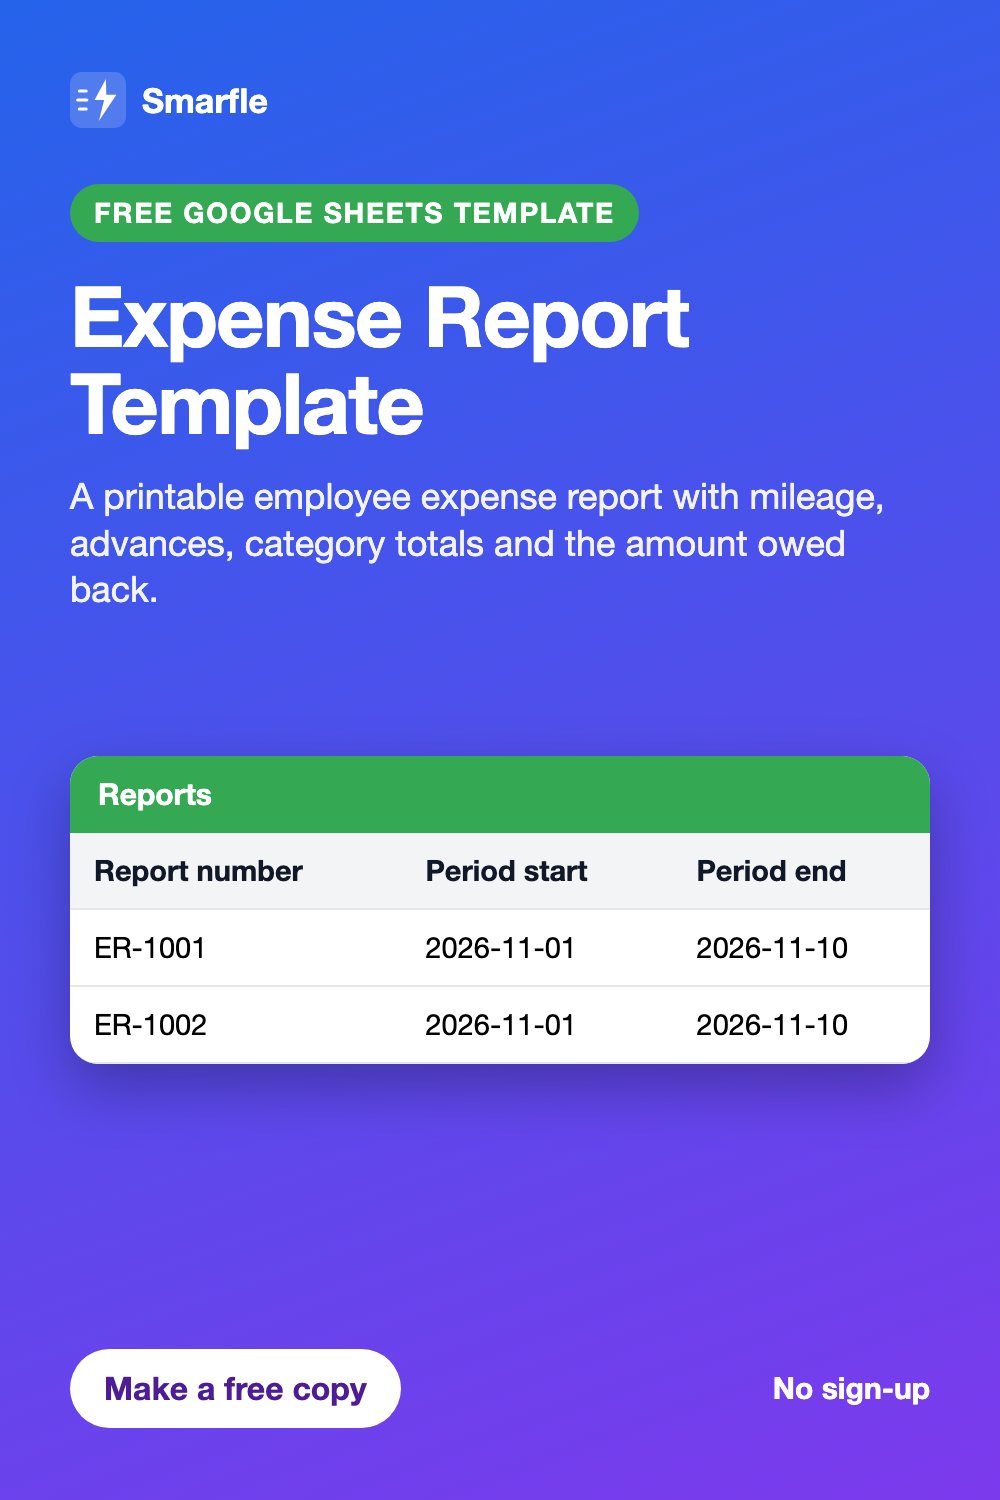 Smarfle
FREE GOOGLE SHEETS TEMPLATE
Expense Report
Template
A printable employee expense report with mileage,
advances, category totals and the amount owed
back.
Reports
Report number Period start Period end
ER-1001 2026-11-01 2026-11-10
ER-1002 2026-11-01 2026-11-10
Make a free copy
No sign-up